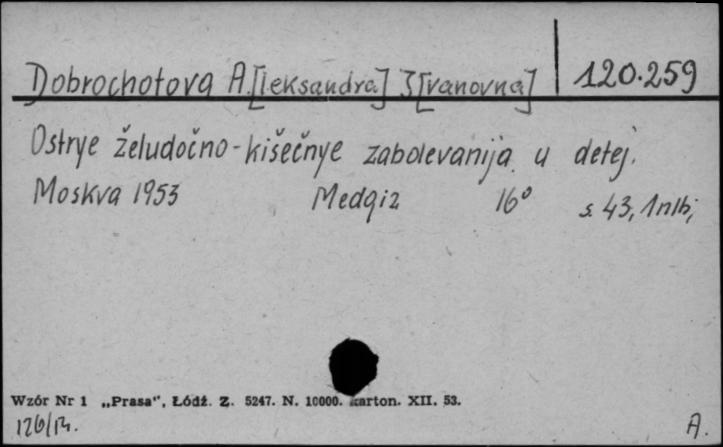 Dobrochotova A.[leksandra] I[vanovna] 120.259
Ostrye želudočno-kišečnye zabolevanija u detej.
Moskva 1953 Medgiz 16° s. 43, 1nlb;
Wzór Nr 1 „Prasa", Łódź. Z. 5247. N. 10000. karton. XII. 53.
A.